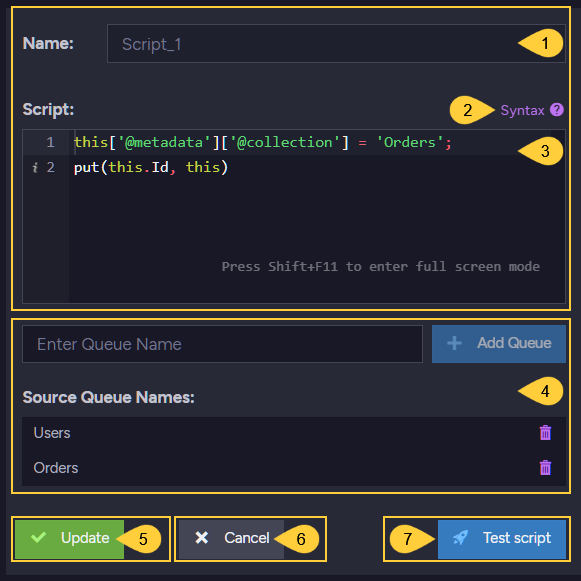 Name:
Script_1
1
Script:
2
Syntax ?
1 this['@metadata']['@collection'] = 'Orders';
3
i 2 put(this.Id, this)
Press Shift+F11 to enter full screen mode
Enter Queue Name
+ Add Queue
4
Source Queue Names:
Users
Orders
Update
5
Cancel
6
7
Test script